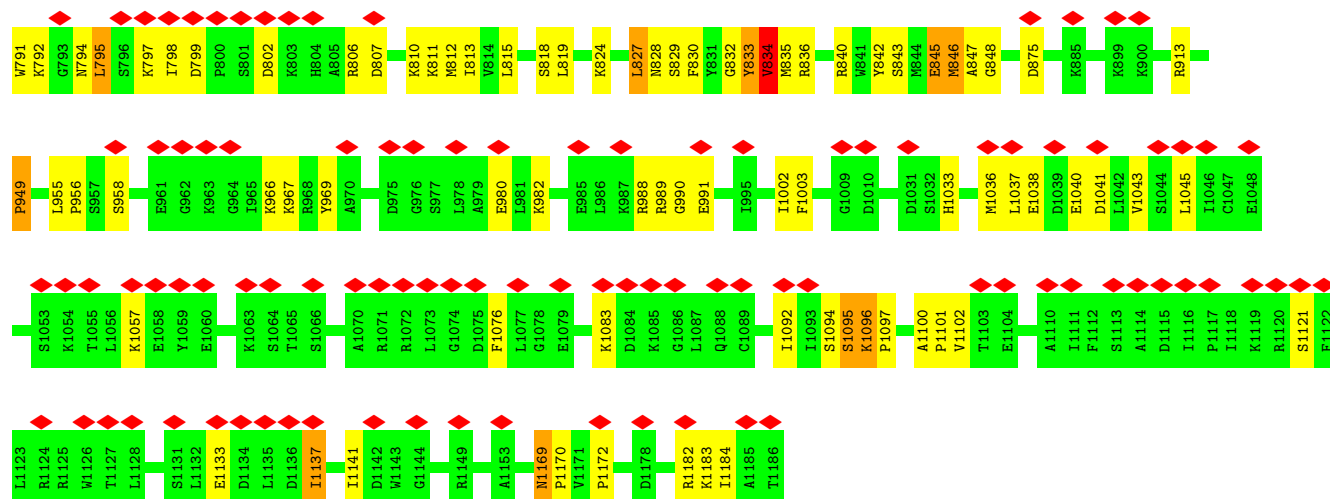 W791 K792 G793 N794 L795 S796 K797 I798 D799 P800 S801 D802 K803 H804 A805 R806 D807 K810 K811 M812 I813 V814 L815 S818 L819 K824 L827 N828 S829 F830 Y831 G832 Y833 V834 M835 R836 R840 W841 Y842 S843 M844 E845 M846 A847 G848 D875 K885 K899 K900 R913
P949 L955 P956 S957 S958 E961 G962 K963 G964 I965 K966 K967 R968 Y969 A970 D975 G976 S977 L978 A979 E980 L981 K982 E985 L986 K987 R988 R989 G990 E991 I995 I1002 F1003 G1009 D1010 D1031 S1032 H1033 M1036 L1037 E1038 D1039 E1040 D1041 L1042 V1043 S1044 L1045 I1046 C1047 E1048
S1053 K1054 T1055 L1056 K1057 E1058 Y1059 E1060 K1063 S1064 T1065 S1066 A1070 R1071 R1072 L1073 G1074 D1075 F1076 L1077 G1078 E1079 K1083 D1084 K1085 G1086 L1087 Q1088 C1089 I1092 I1093 S1094 S1095 K1096 P1097 A1100 P1101 V1102 T1103 E1104 A1110 I1111 F1112 S1113 A1114 D1115 I1116 P1117 I1118 K1119 R1120 S1121 F1122
L1123 R1124 R1125 W1126 T1127 L1128 S1131 L1132 E1133 D1134 L1135 D1136 I1137 I1141 D1142 W1143 G1144 R1149 A1153 N1169 P1170 V1171 P1172 D1178 R1182 K1183 I1184 A1185 T1186